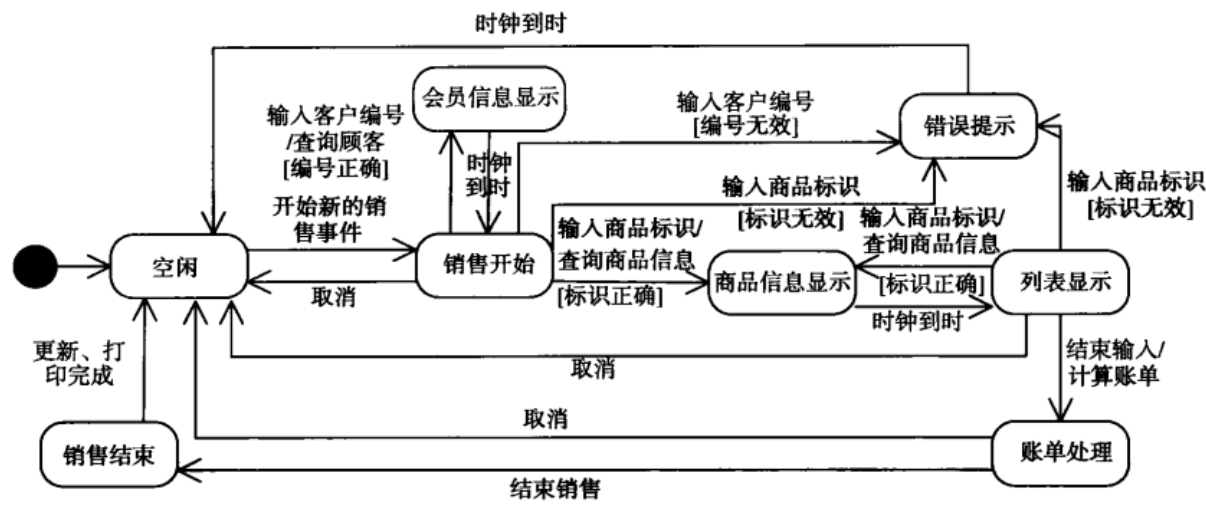 时钟到时
会员信息显示
输入客户编号
/查询顾客
[编号正确]
时钟
到时
输入客户编号
[编号无效]
错误提示
开始新的销
售事件
输入商品标识
[标识无效]
输入商品标识
[标识无效]
空闲
销售开始
输入商品标识/
查询商品信息
[标识正确]
商品信息显示
输入商品标识/
查询商品信息
[标识正确]
列表显示
取消
时钟到时
更新、打
印完成
取消
结束输入/
计算账单
取消
销售结束
账单处理
结束销售